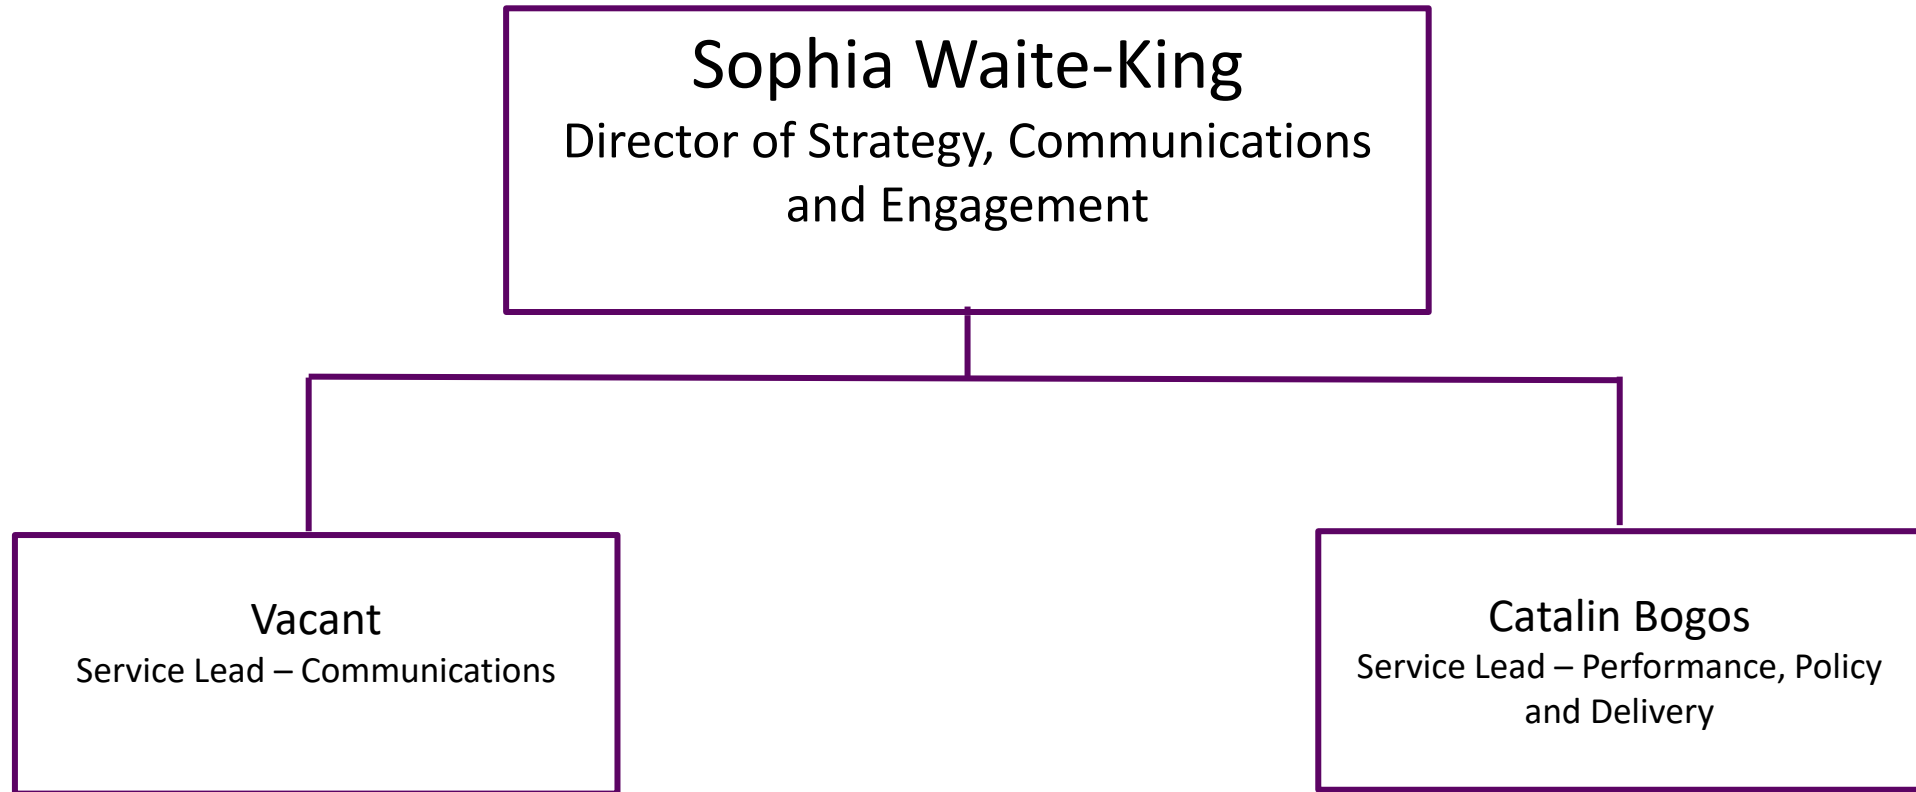 Sophia Waite-King
Director of Strategy, Communications
and Engagement
Vacant
Service Lead – Communications
Catalin Bogos
Service Lead – Performance, Policy
and Delivery